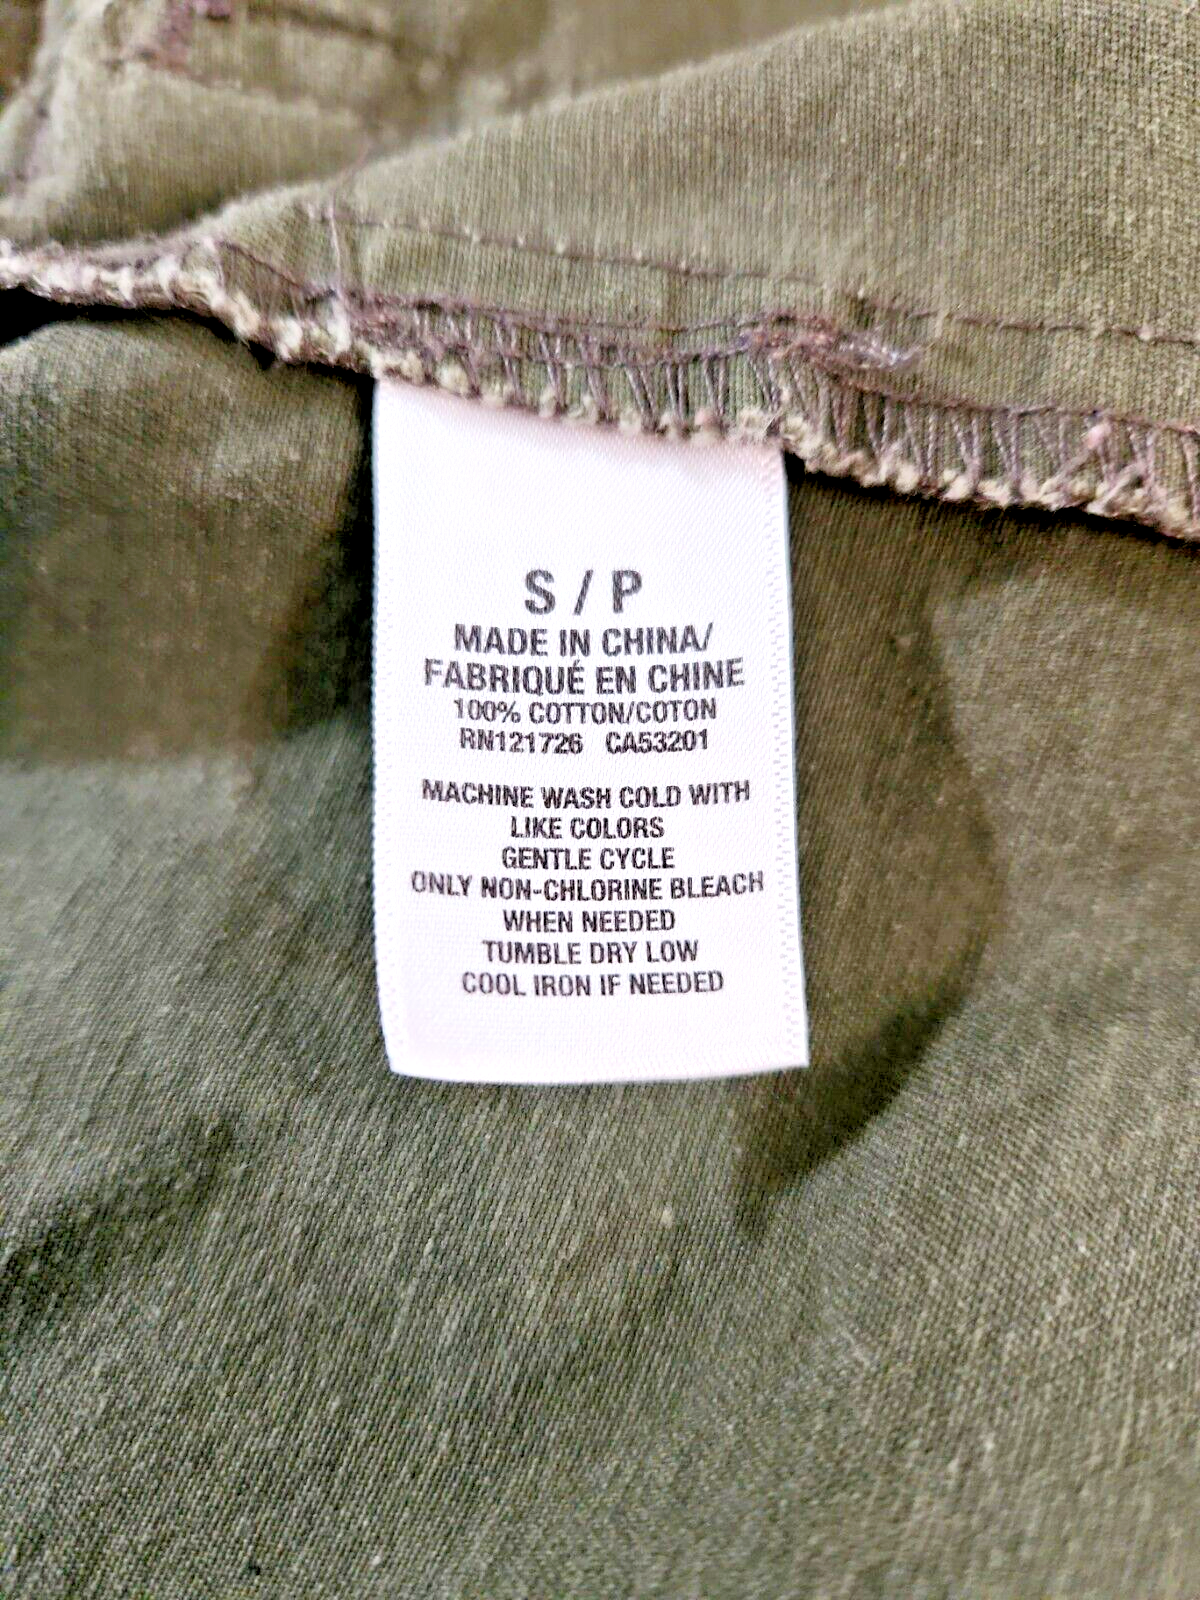 S / P
MADE IN CHINA/
FABRIQUÉ EN CHINE
100% COTTON/COTON
RN121726 CA53201
MACHINE WASH COLD WITH
LIKE COLORS
GENTLE CYCLE
ONLY NON-CHLORINE BLEACH
WHEN NEEDED
TUMBLE DRY LOW
COOL IRON IF NEEDED